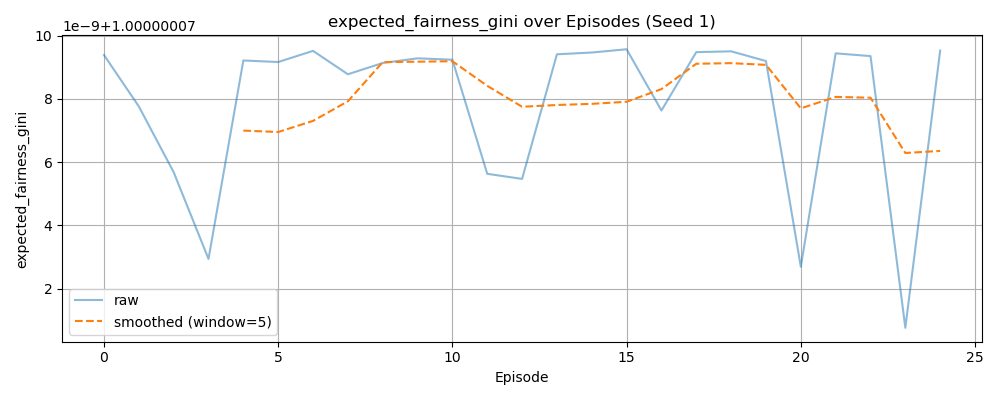 expected_fairness_gini over Episodes (Seed 1)
1e-9+1.00000007
10
8
6
4
2
expected_fairness_gini
raw
smoothed (window=5)
0 5 10 15 20 25
Episode